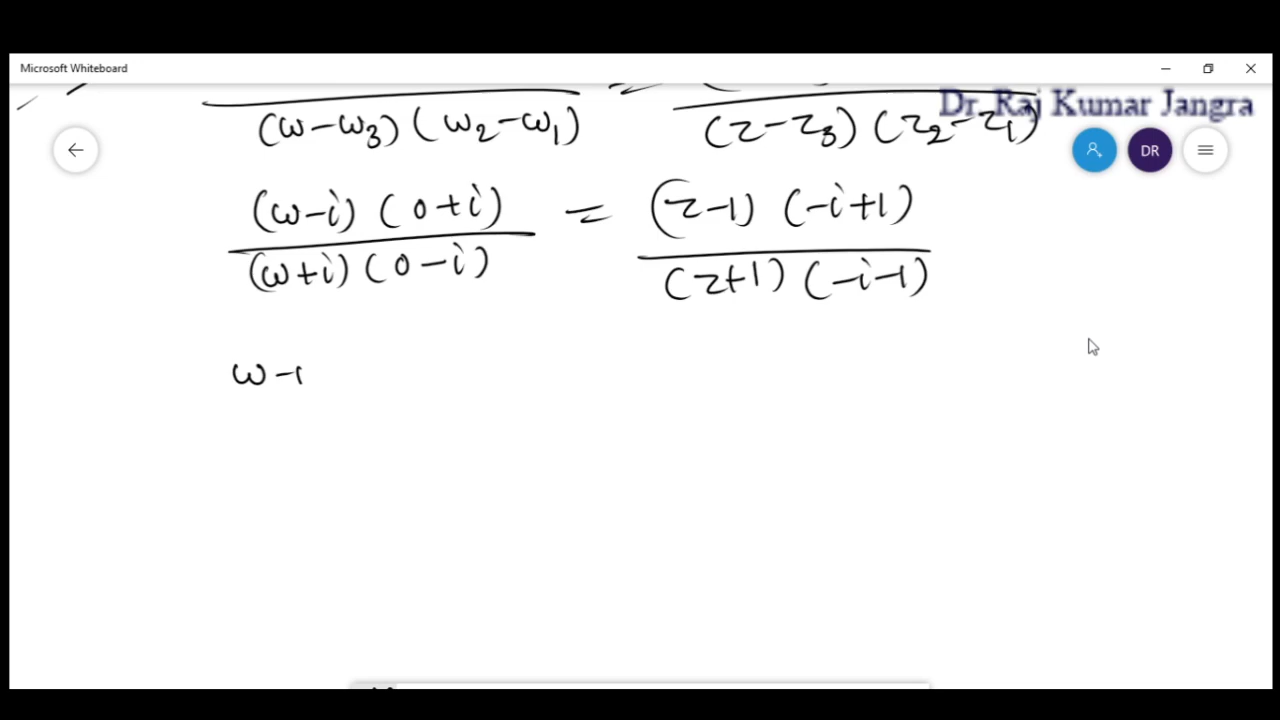 Microsoft Whiteboard
Dr. Raj Kumar Jangra
(ω-ω₃) (ω₂-ω₁) (z-z₃) (z₂-z₁)
DR
(ω-i) (0+i) = (z-1) (-i+1)
(ω+i) (0-i) (z+1) (-i-1)
ω-